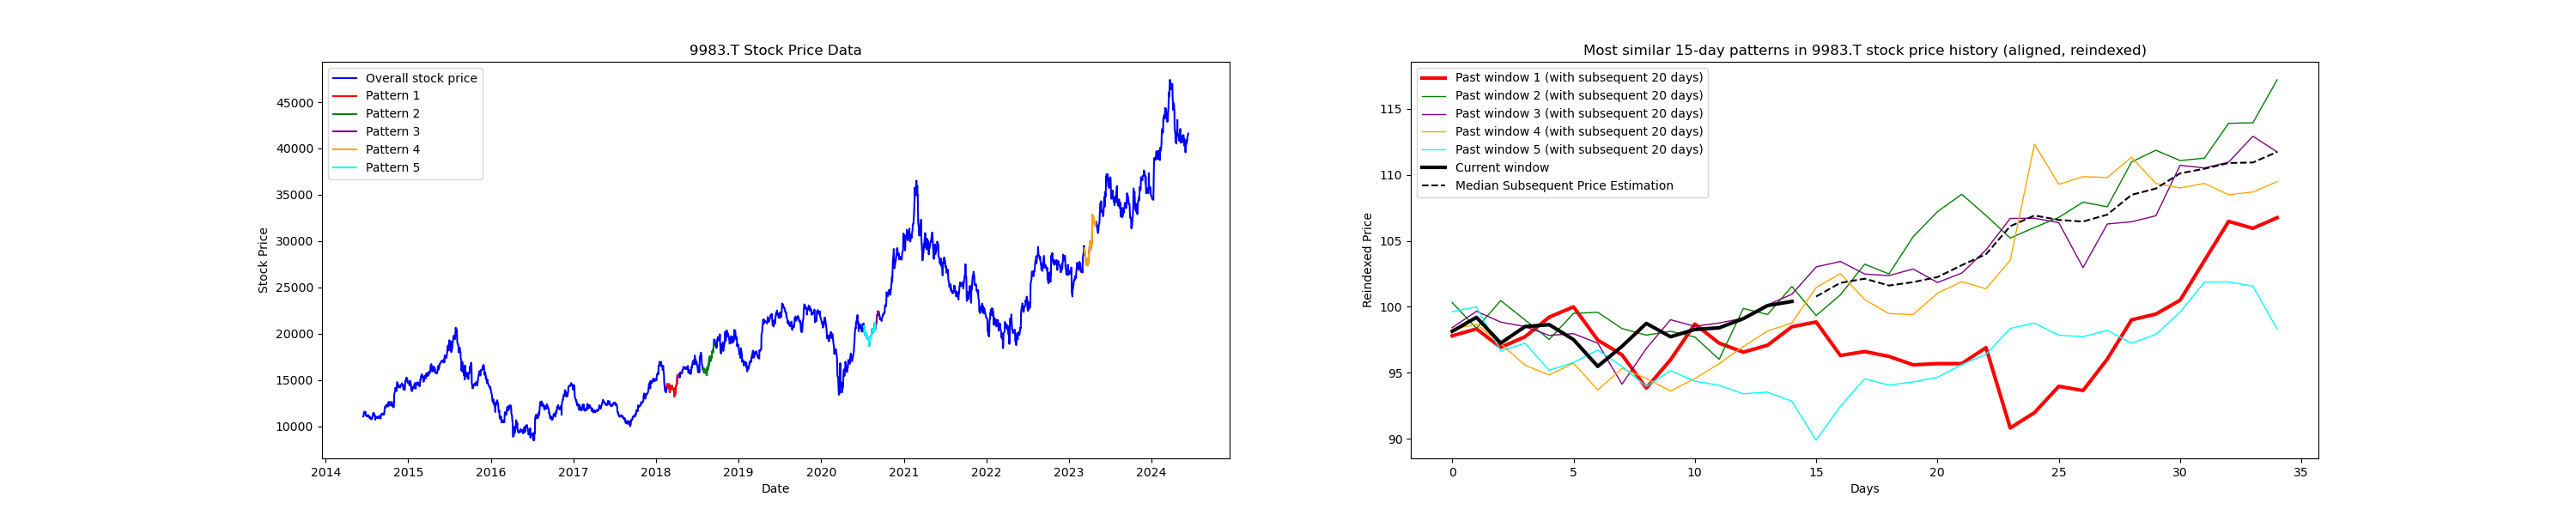 9983.T Stock Price Data
Overall stock price
Pattern 1
Pattern 2
Pattern 3
Pattern 4
Pattern 5
Stock Price
45000
40000
35000
30000
25000
20000
15000
10000
2014 2015 2016 2017 2018 2019 2020 2021 2022 2023 2024
Date
Most similar 15-day patterns in 9983.T stock price history (aligned, reindexed)
Past window 1 (with subsequent 20 days)
Past window 2 (with subsequent 20 days)
Past window 3 (with subsequent 20 days)
Past window 4 (with subsequent 20 days)
Past window 5 (with subsequent 20 days)
Current window
Median Subsequent Price Estimation
Reindexed Price
115
110
105
100
95
90
0 5 10 15 20 25 30 35
Days